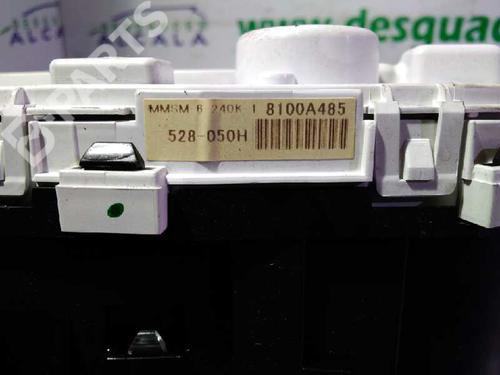 ALCALA
www.desguac
B-PARTS
MMSM-B 240K 1 8100A485
528-050H